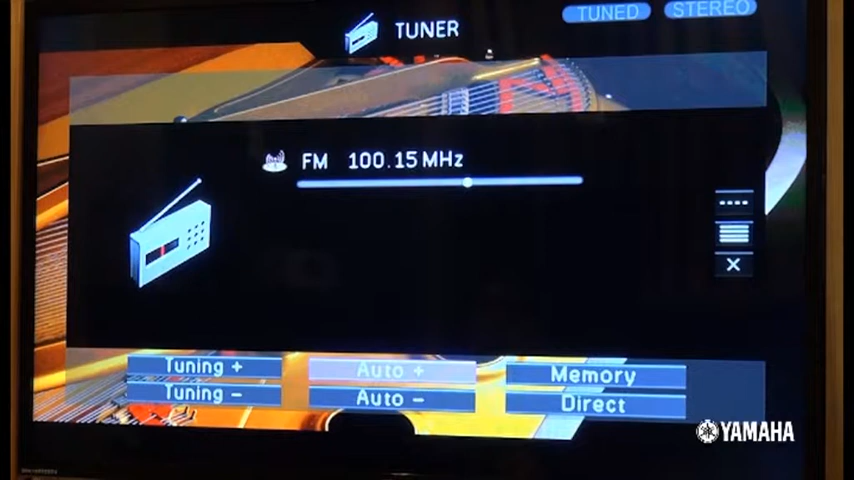 TUNER
TUNED STEREO
FM 100.15 MHz
Tuning + Auto + Memory
Tuning - Auto - Direct
YAMAHA